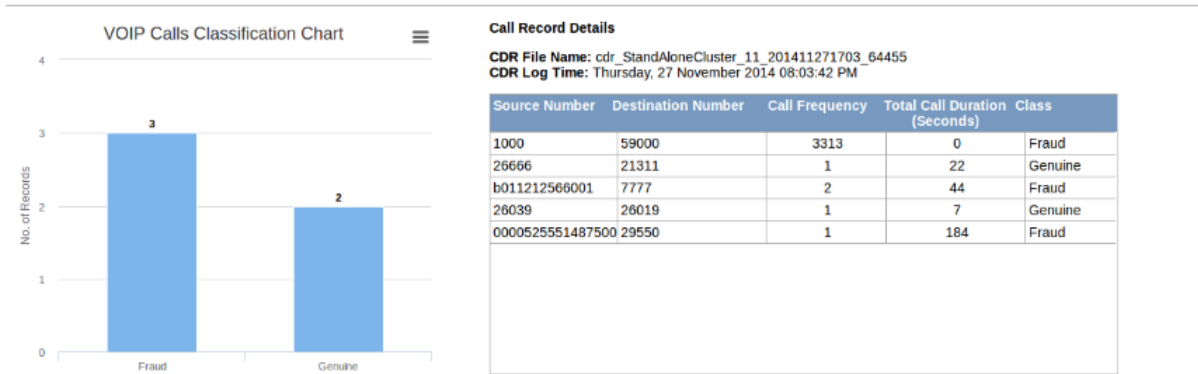 VOIP Calls Classification Chart
4
3
2
1
0
No. of Records
3
2
Fraud
Genuine
Call Record Details
CDR File Name: cdr_StandAloneCluster_11_201411271703_64455
CDR Log Time: Thursday, 27 November 2014 08:03:42 PM
Source Number Destination Number Call Frequency Total Call Duration (Seconds) Class
1000 59000 3313 0 Fraud
26666 21311 1 22 Genuine
b011212566001 7777 2 44 Fraud
26039 26019 1 7 Genuine
0000525551487500 29550 1 184 Fraud